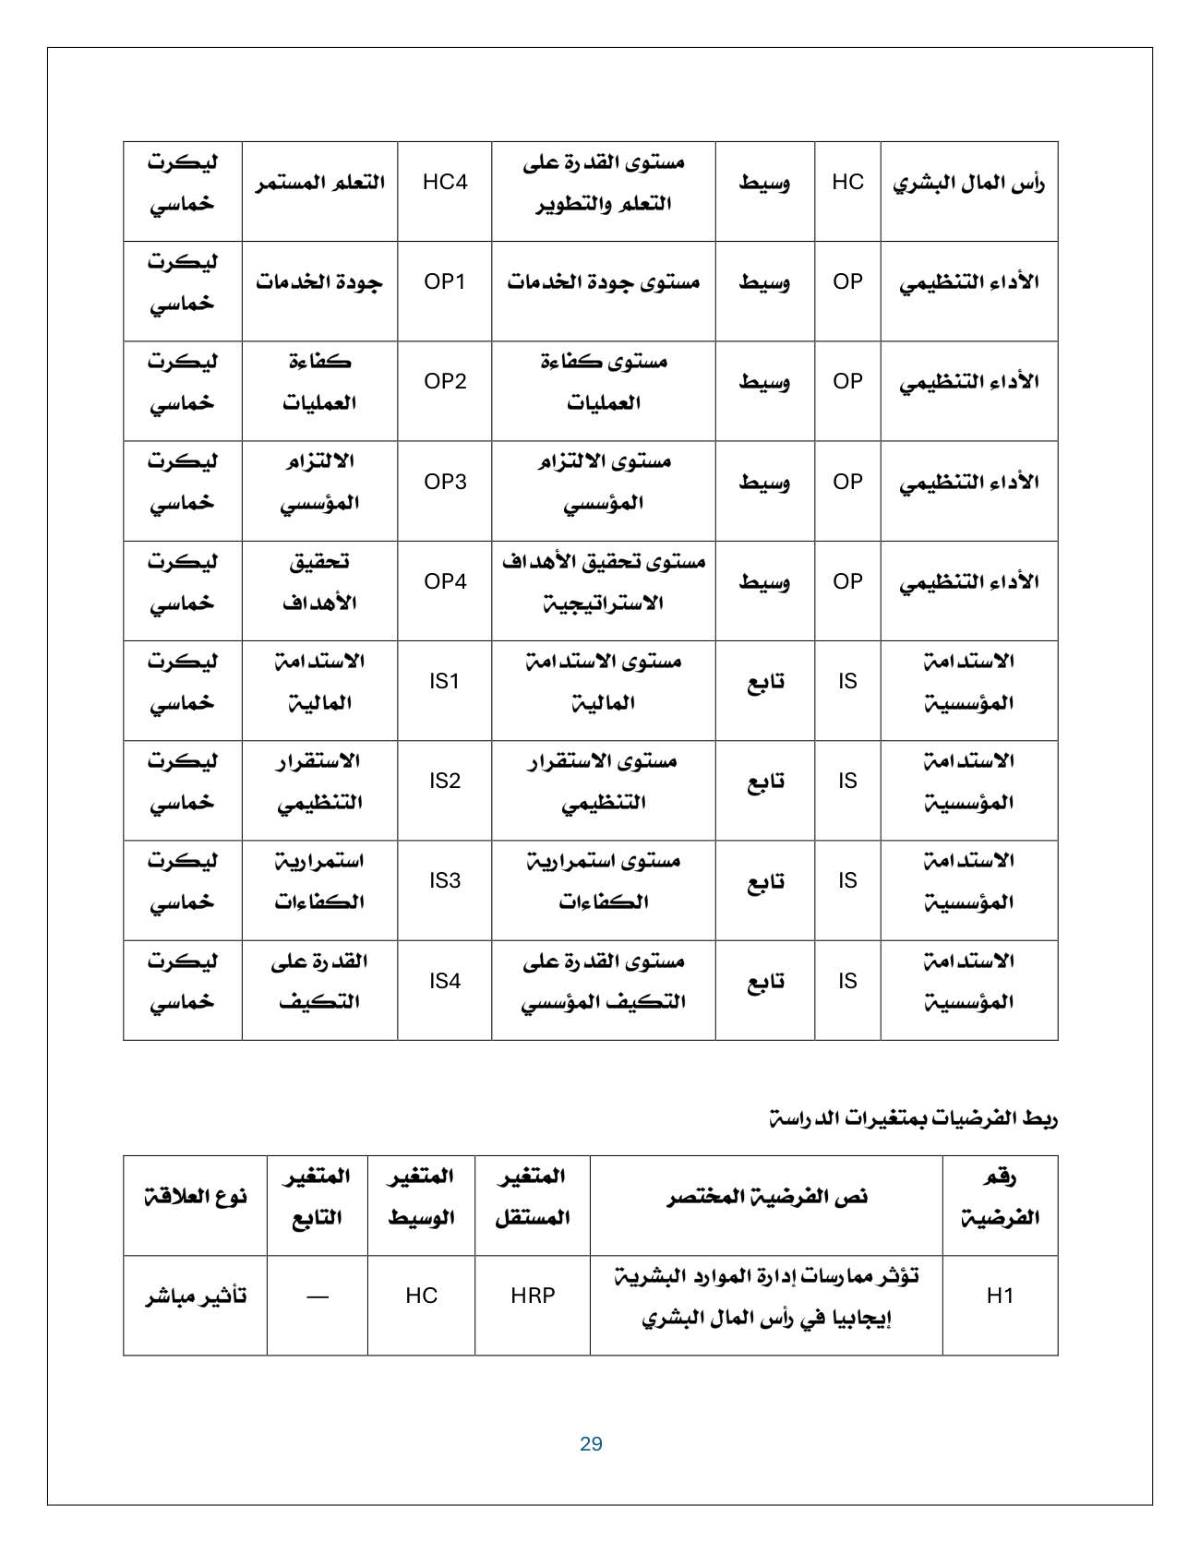 رأس المال البشري HC وسيط مستوى القدرة على التعلم والتطوير HC4 التعلم المستمر ليكرت خماسي
الأداء التنظيمي OP وسيط مستوى جودة الخدمات OP1 جودة الخدمات ليكرت خماسي
الأداء التنظيمي OP وسيط مستوى كفاءة العمليات OP2 كفاءة العمليات ليكرت خماسي
الأداء التنظيمي OP وسيط مستوى الالتزام المؤسسي OP3 الالتزام المؤسسي ليكرت خماسي
الأداء التنظيمي OP وسيط مستوى تحقيق الأهداف الاستراتيجية OP4 تحقيق الأهداف ليكرت خماسي
الاستدامة المؤسسية IS تابع مستوى الاستدامة المالية IS1 الاستدامة المالية ليكرت خماسي
الاستدامة المؤسسية IS تابع مستوى الاستقرار التنظيمي IS2 الاستقرار التنظيمي ليكرت خماسي
الاستدامة المؤسسية IS تابع مستوى استمرارية الكفاءات IS3 استمرارية الكفاءات ليكرت خماسي
الاستدامة المؤسسية IS تابع مستوى القدرة على التكيف المؤسسي IS4 القدرة على التكيف ليكرت خماسي
ربط الفرضيات بمتغيرات الدراسة
رقم الفرضية نص الفرضية المختصر المتغير المستقل المتغير الوسيط المتغير التابع نوع العلاقة
H1 تؤثر ممارسات إدارة الموارد البشرية إيجابيا في رأس المال البشري HRP HC — تأثير مباشر
29